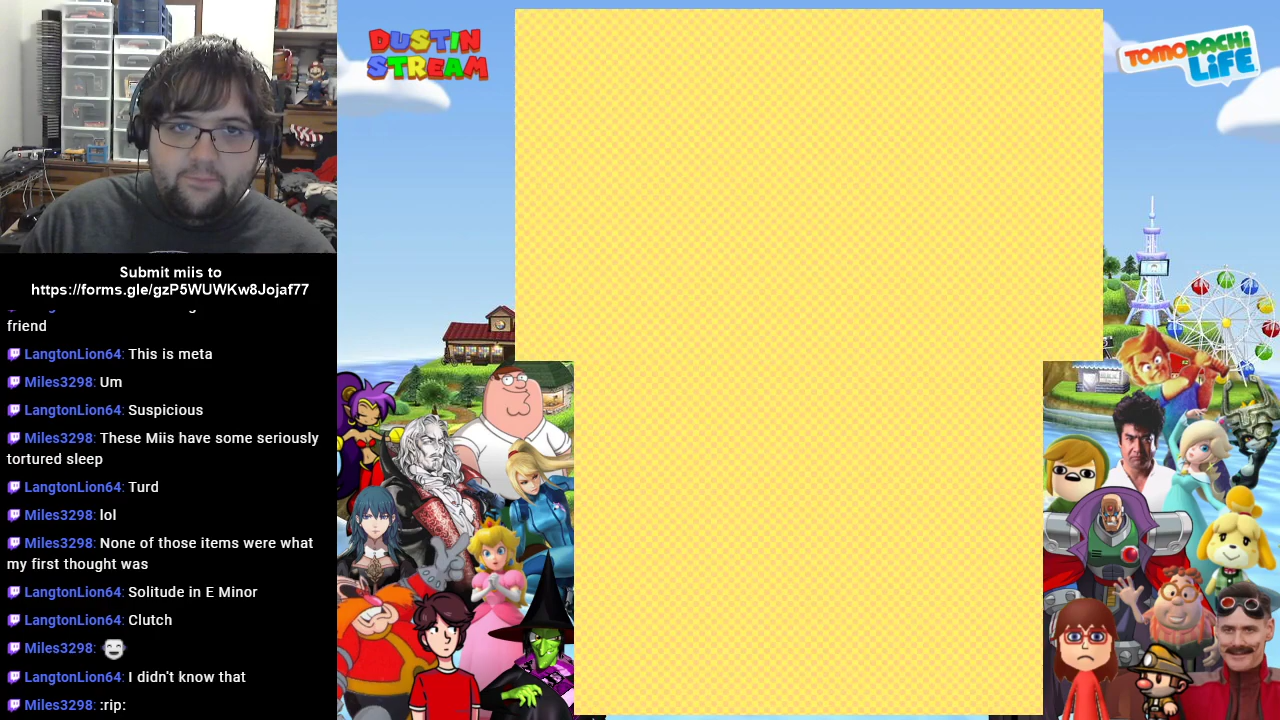 DUSTIN
STREAM
TOMODACHI
LiFE
Submit miis to
https://forms.gle/gzP5WUWKw8Jojaf77
friend
LangtonLion64: This is meta
Miles3298: Um
LangtonLion64: Suspicious
Miles3298: These Miis have some seriously
tortured sleep
LangtonLion64: Turd
Miles3298: lol
Miles3298: None of those items were what
my first thought was
LangtonLion64: Solitude in E Minor
LangtonLion64: Clutch
Miles3298:
LangtonLion64: I didn't know that
Miles3298: :rip: